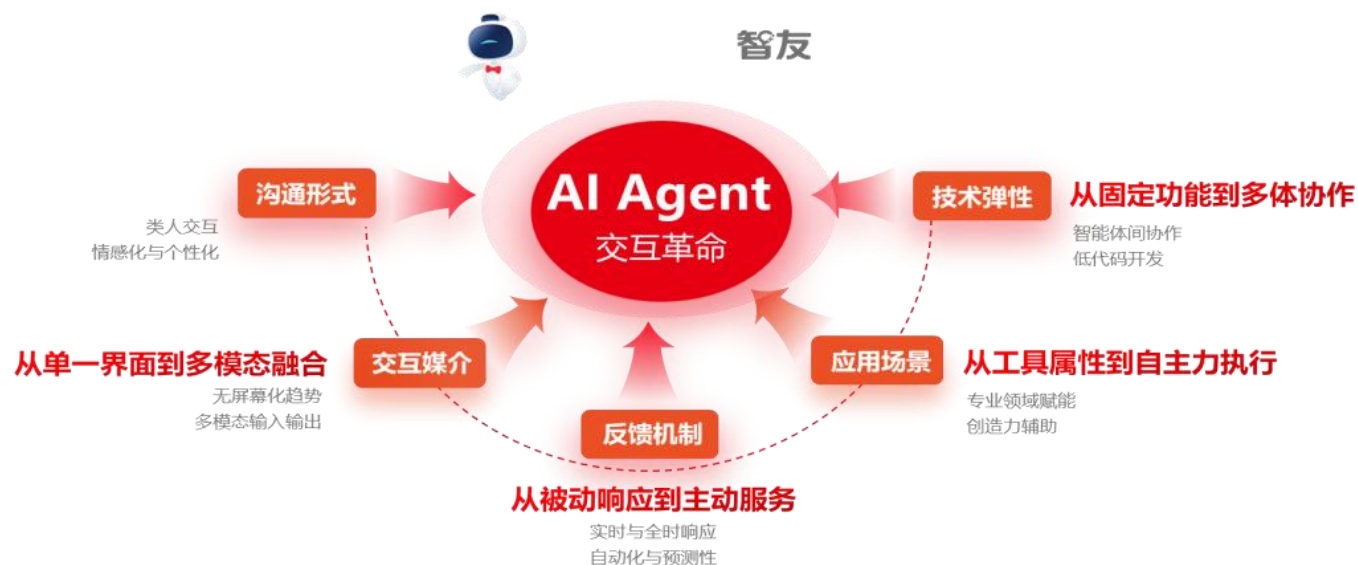 智友
AI Agent
交互革命
沟通形式
类人交互
情感化与个性化
技术弹性
从固定功能到多体协作
智能体间协作
低代码开发
从单一界面到多模态融合
交互媒介
无屏幕化趋势
多模态输入输出
应用场景
从工具属性到自主力执行
专业领域赋能
创造力辅助
反馈机制
从被动响应到主动服务
实时与全时响应
自动化与预测性